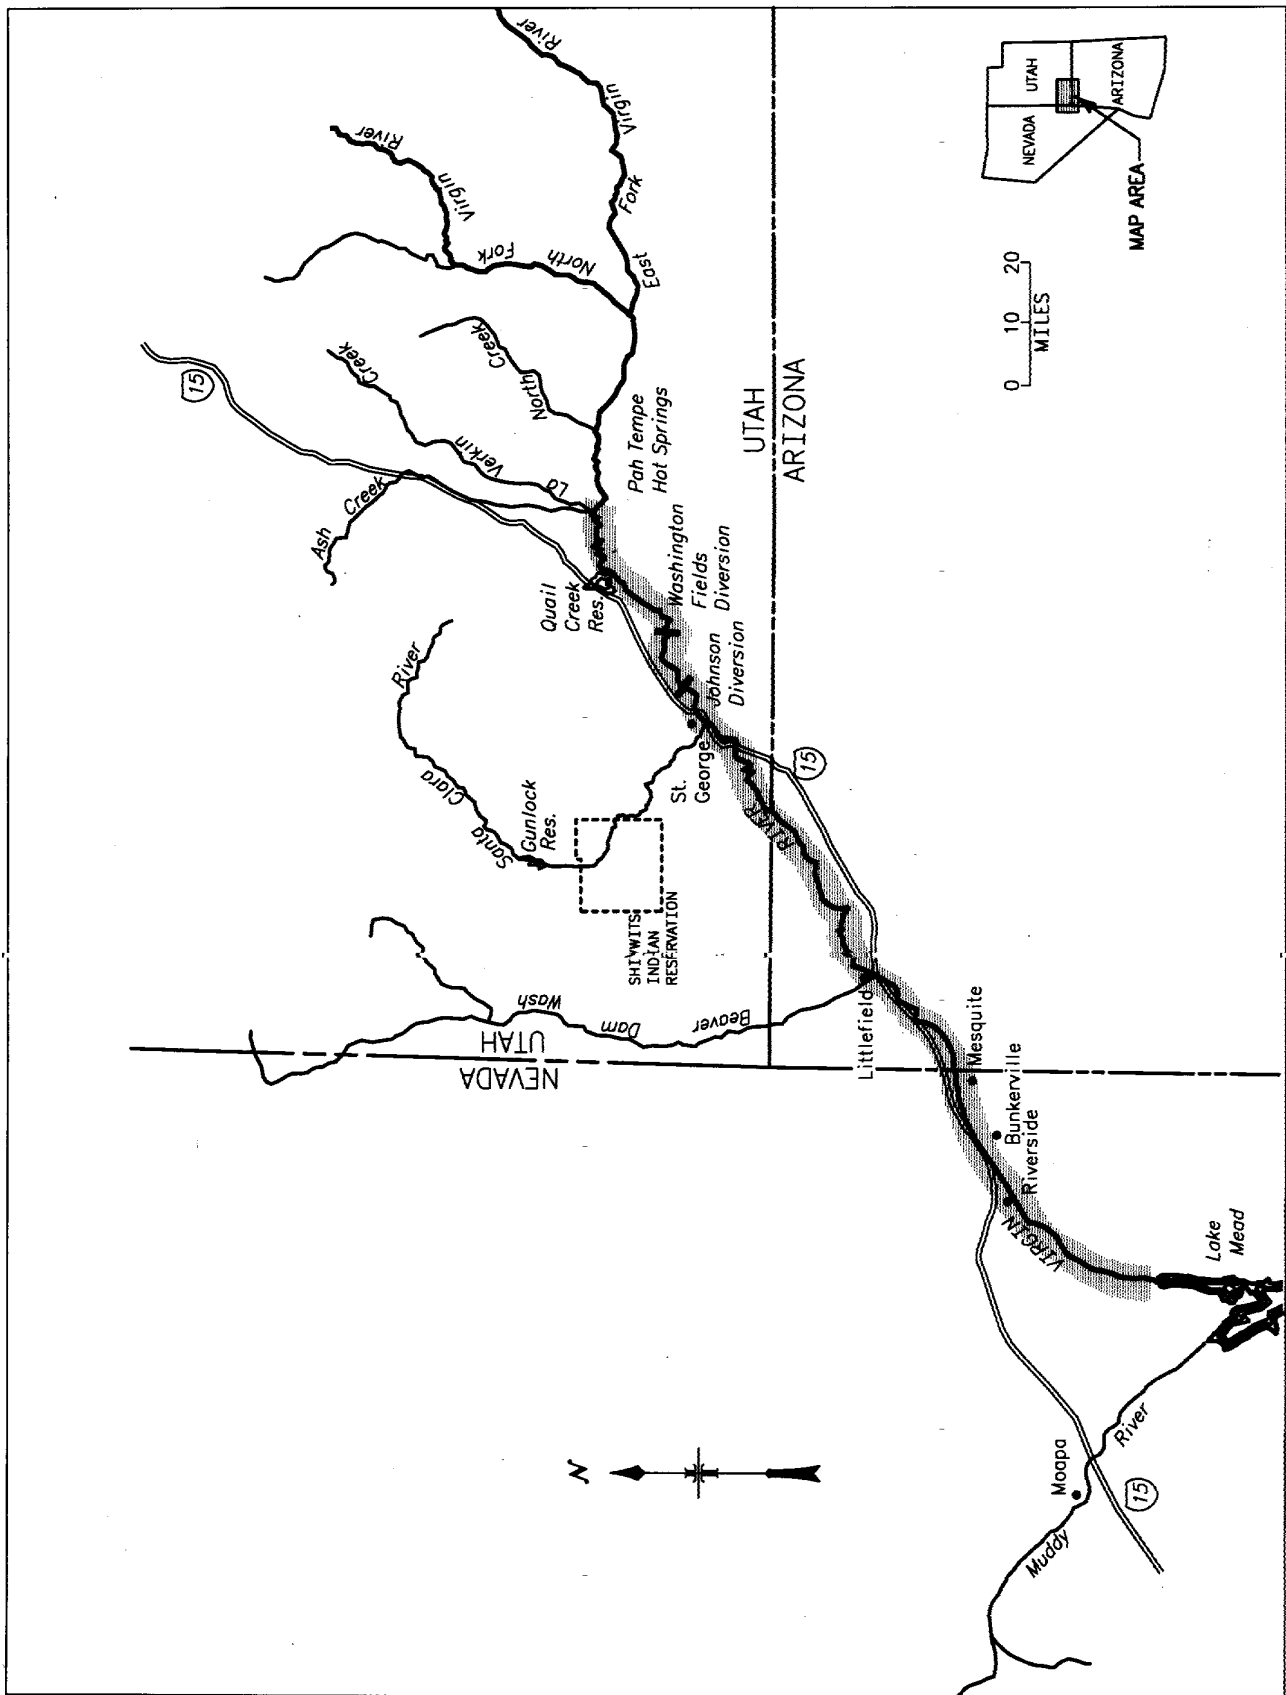 River
Virgin
Fork
East
River
Virgin
Fork
North
Creek
North
Creek
Verkin
La
Ash
Creek
15
Pah Tempe
Hot Springs
Quail
Creek
Res.
Washington
Fields
Diversion
Johnson
Diversion
St.
George
River
Clara
Santa
Gunlock
Res.
SHIVWITS
INDIAN
RESERVATION
UTAH
ARIZONA
15
NEVADA
UTAH
Wash
Dam
Beaver
Littlefield
Mesquite
Bunkerville
Riverside
VIRGIN
RIVER
Lake
Mead
Moapa
Muddy
River
15
N
0 10 20
MILES
NEVADA
UTAH
ARIZONA
MAP AREA